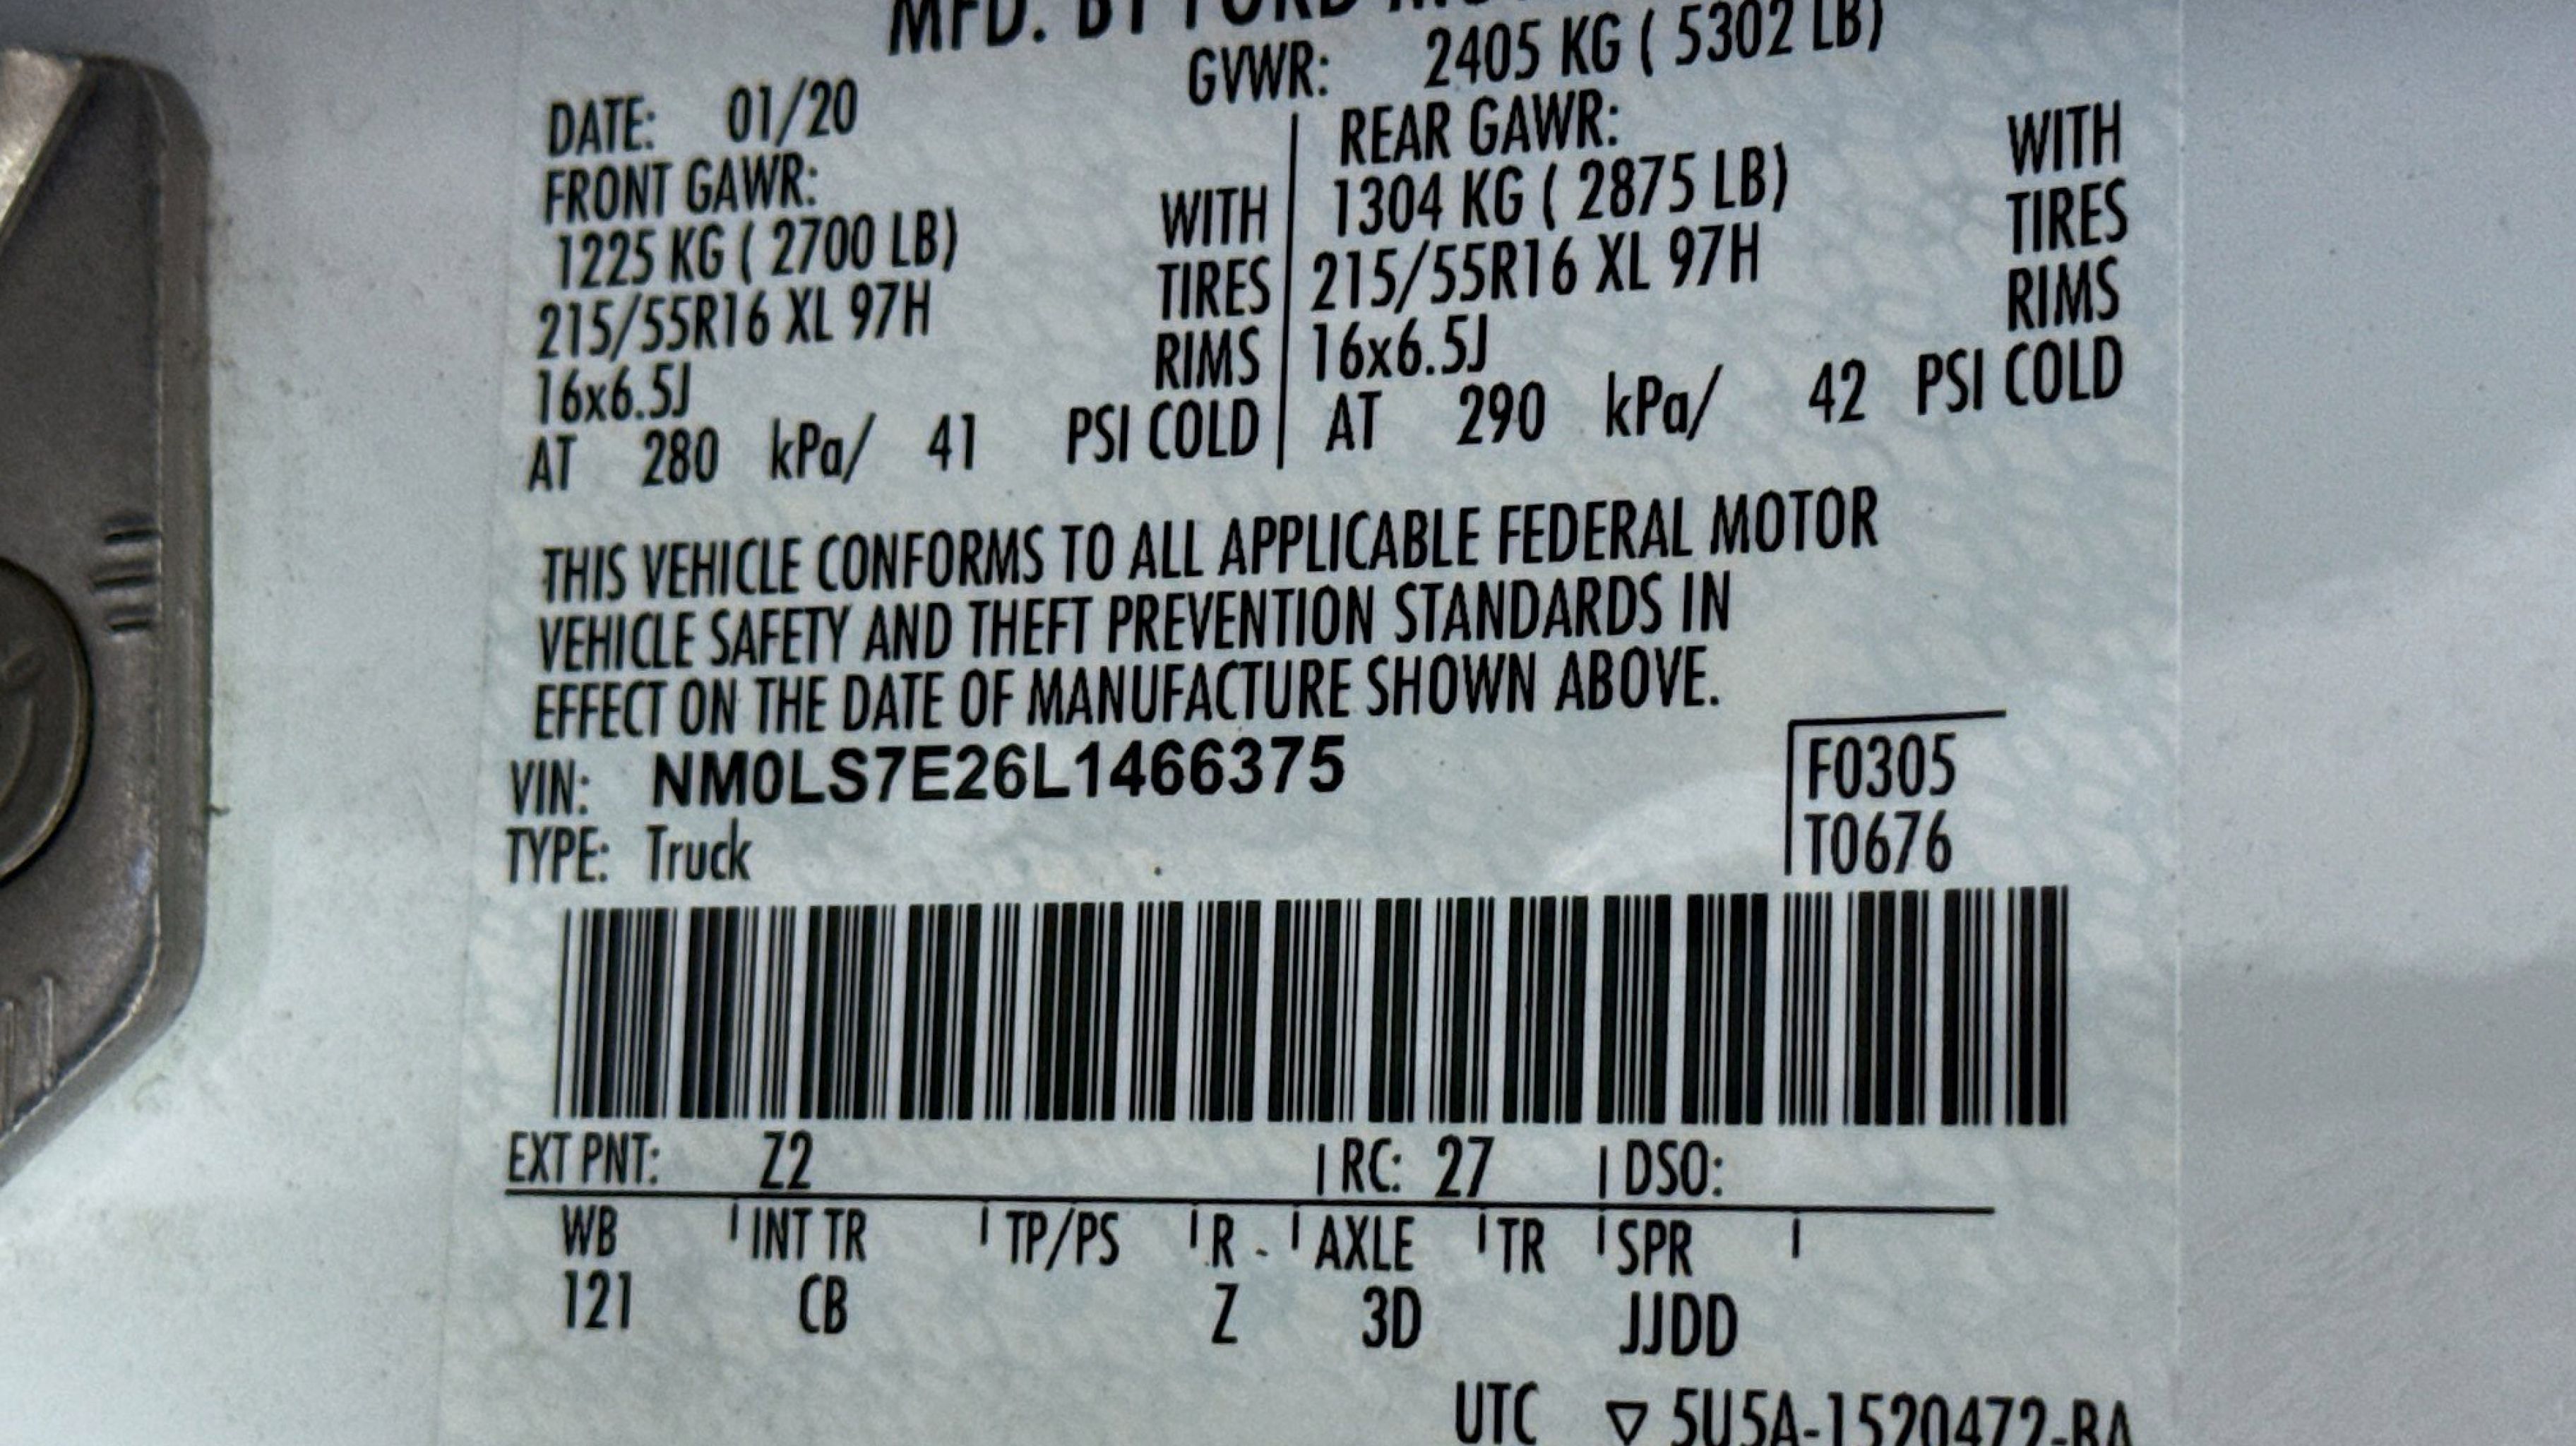 MFD. BY FORD
GVWR: 2405 KG ( 5302 LB)
DATE: 01/20
FRONT GAWR:
1225 KG ( 2700 LB) WITH
215/55R16 XL 97H TIRES
16x6.5J RIMS
AT 280 kPa/ 41 PSI COLD
REAR GAWR: WITH
1304 KG ( 2875 LB) TIRES
215/55R16 XL 97H RIMS
16x6.5J
AT 290 kPa/ 42 PSI COLD
THIS VEHICLE CONFORMS TO ALL APPLICABLE FEDERAL MOTOR
VEHICLE SAFETY AND THEFT PREVENTION STANDARDS IN
EFFECT ON THE DATE OF MANUFACTURE SHOWN ABOVE.
VIN: NM0LS7E26L1466375
TYPE: Truck
F0305
T0676
EXT PNT: Z2 | RC: 27 | DSO:
WB | INT TR | TP/PS | R - | AXLE | TR | SPR |
121 CB Z 3D JJDD
UTC ▽ 5U5A-1520472-BA